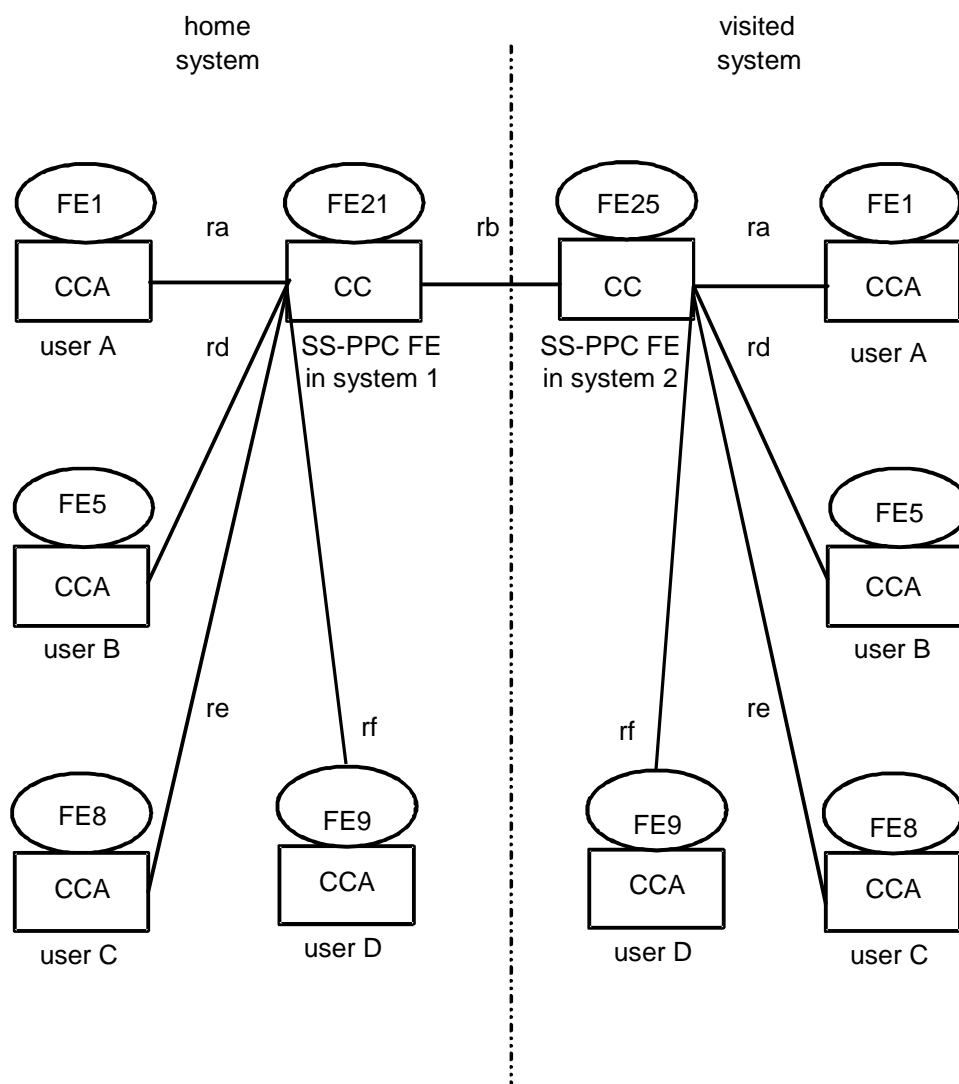 home
system
visited
system
FE1
FE21
FE25
FE1
ra
rb
ra
CCA
CC
CC
CCA
user A
rd
SS-PPC FE
in system 1
SS-PPC FE
in system 2
rd
user A
FE5
FE5
CCA
CCA
user B
user B
re
rf
rf
re
FE8
FE9
FE9
FE8
CCA
CCA
CCA
CCA
user C
user D
user D
user C